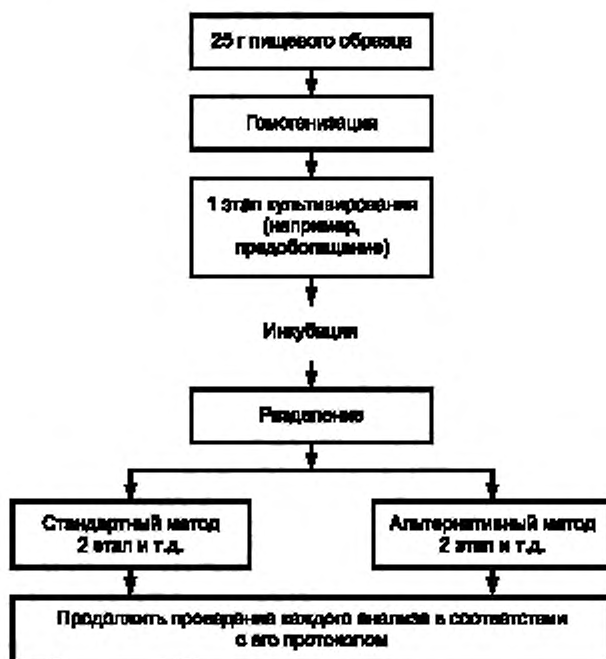 25 г пищевого образца
Гомогенизация
1 этап культивирования
(например,
предобогащение)
Инкубация
Разделение
Стандартный метод
2 этап и т.д.
Альтернативный метод
2 этап и т.д.
Продолжить проведение каждого анализа в соответствии
с его протоколом